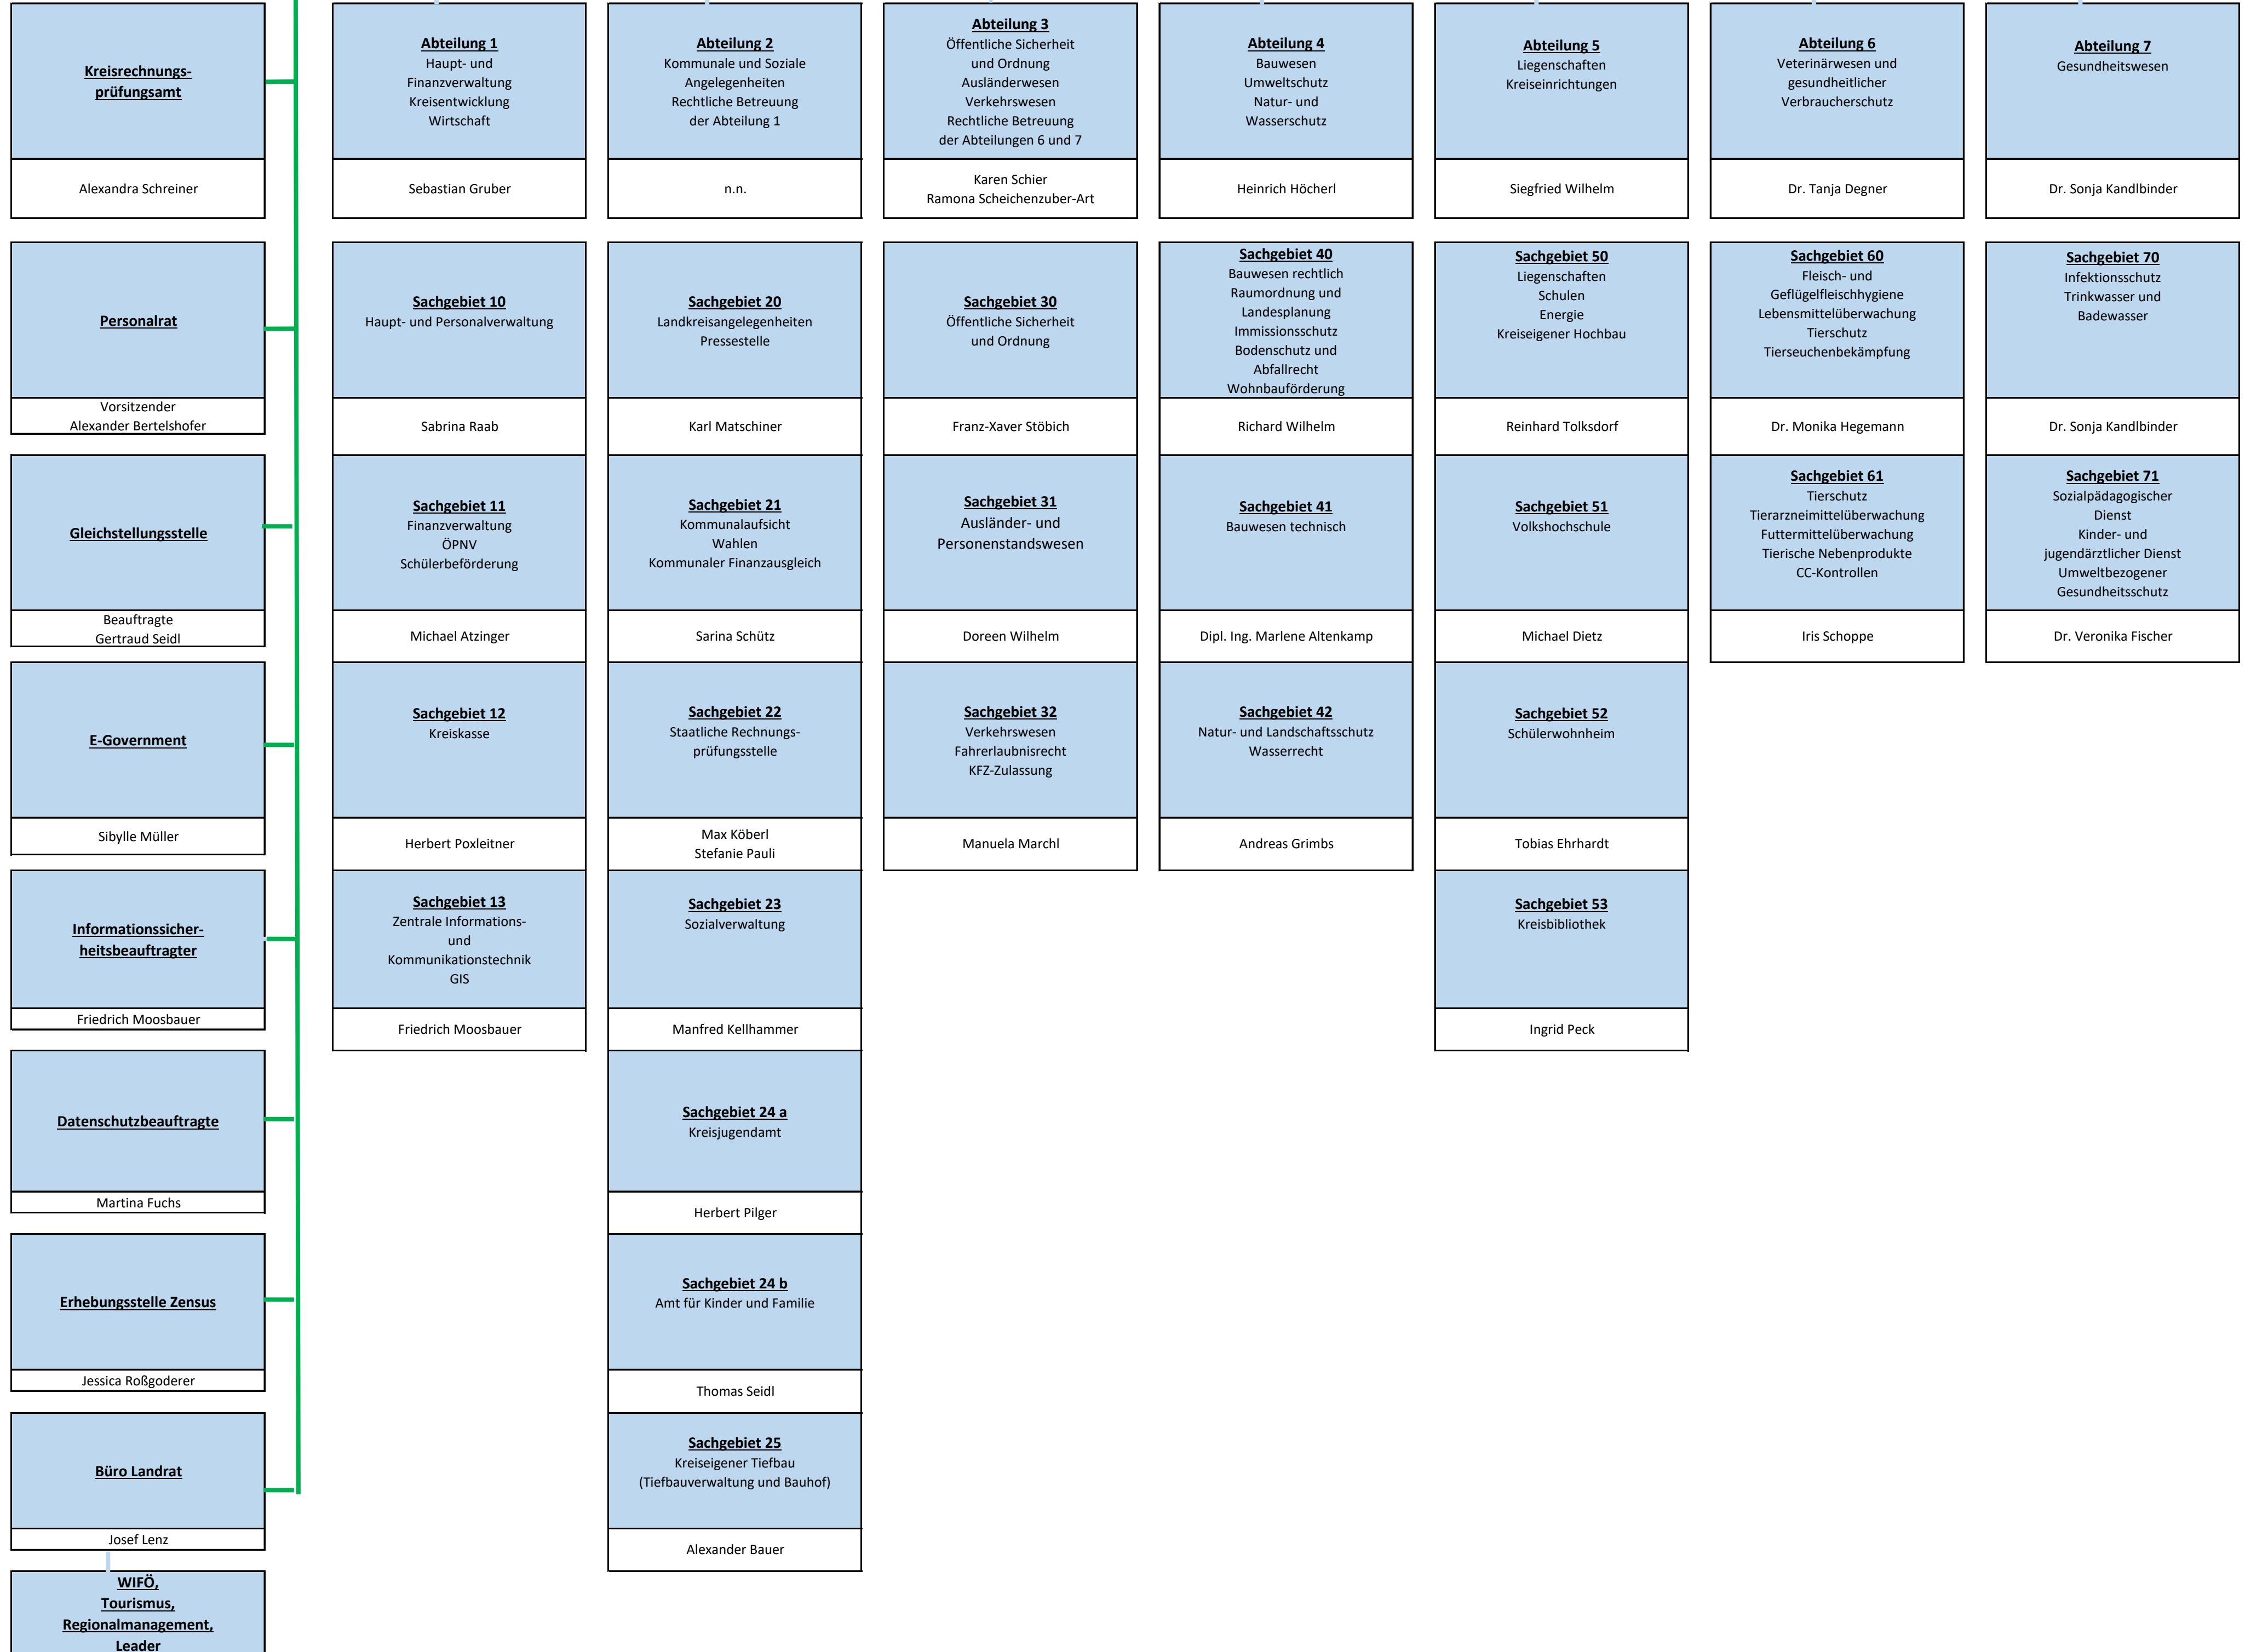 Kreisrechnungs-
prüfungsamt
Alexandra Schreiner
Personalrat
Vorsitzender
Alexander Bertelshofer
Gleichstellungsstelle
Beauftragte
Gertraud Seidl
E-Government
Sibylle Müller
Informationssicher-
heitsbeauftragter
Friedrich Moosbauer
Datenschutzbeauftragte
Martina Fuchs
Erhebungsstelle Zensus
Jessica Roßgoderer
Büro Landrat
Josef Lenz
WIFÖ,
Tourismus,
Regionalmanagement,
Leader
Abteilung 1
Haupt- und
Finanzverwaltung
Kreisentwicklung
Wirtschaft
Sebastian Gruber
Sachgebiet 10
Haupt- und Personalverwaltung
Sabrina Raab
Sachgebiet 11
Finanzverwaltung
ÖPNV
Schülerbeförderung
Michael Atzinger
Sachgebiet 12
Kreiskasse
Herbert Poxleitner
Sachgebiet 13
Zentrale Informations-
und
Kommunikationstechnik
GIS
Friedrich Moosbauer
Abteilung 2
Kommunale und Soziale
Angelegenheiten
Rechtliche Betreuung
der Abteilung 1
n.n.
Sachgebiet 20
Landkreisangelegenheiten
Pressestelle
Karl Matschiner
Sachgebiet 21
Kommunalaufsicht
Wahlen
Kommunaler Finanzausgleich
Sarina Schütz
Sachgebiet 22
Staatliche Rechnungs-
prüfungsstelle
Max Köberl
Stefanie Pauli
Sachgebiet 23
Sozialverwaltung
Manfred Kellhammer
Sachgebiet 24 a
Kreisjugendamt
Herbert Pilger
Sachgebiet 24 b
Amt für Kinder und Familie
Thomas Seidl
Sachgebiet 25
Kreiseigener Tiefbau
(Tiefbauverwaltung und Bauhof)
Alexander Bauer
Abteilung 3
Öffentliche Sicherheit
und Ordnung
Ausländerwesen
Verkehrswesen
Rechtliche Betreuung
der Abteilungen 6 und 7
Karen Schier
Ramona Scheichenzuber-Art
Sachgebiet 30
Öffentliche Sicherheit
und Ordnung
Franz-Xaver Stöbich
Sachgebiet 31
Ausländer- und
Personenstandswesen
Doreen Wilhelm
Sachgebiet 32
Verkehrswesen
Fahrerlaubnisrecht
KFZ-Zulassung
Manuela Marchl
Abteilung 4
Bauwesen
Umweltschutz
Natur- und
Wasserschutz
Heinrich Höcherl
Sachgebiet 40
Bauwesen rechtlich
Raumordnung und
Landesplanung
Immissionsschutz
Bodenschutz und
Abfallrecht
Wohnbauförderung
Richard Wilhelm
Sachgebiet 41
Bauwesen technisch
Dipl. Ing. Marlene Altenkamp
Sachgebiet 42
Natur- und Landschaftsschutz
Wasserrecht
Andreas Grimbs
Abteilung 5
Liegenschaften
Kreiseinrichtungen
Siegfried Wilhelm
Sachgebiet 50
Liegenschaften
Schulen
Energie
Kreiseigener Hochbau
Reinhard Tolksdorf
Sachgebiet 51
Volkshochschule
Michael Dietz
Sachgebiet 52
Schülerwohnheim
Tobias Ehrhardt
Sachgebiet 53
Kreisbibliothek
Ingrid Peck
Abteilung 6
Veterinärwesen und
gesundheitlicher
Verbraucherschutz
Dr. Tanja Degner
Sachgebiet 60
Fleisch- und
Geflügelfleischhygiene
Lebensmittelüberwachung
Tierschutz
Tierseuchenbekämpfung
Dr. Monika Hegemann
Sachgebiet 61
Tierschutz
Tierarzneimittelüberwachung
Futtermittelüberwachung
Tierische Nebenprodukte
CC-Kontrollen
Iris Schoppe
Abteilung 7
Gesundheitswesen
Dr. Sonja Kandlbinder
Sachgebiet 70
Infektionsschutz
Trinkwasser und
Badewasser
Dr. Sonja Kandlbinder
Sachgebiet 71
Sozialpädagogischer
Dienst
Kinder- und
jugendärztlicher Dienst
Umweltbezogener
Gesundheitsschutz
Dr. Veronika Fischer